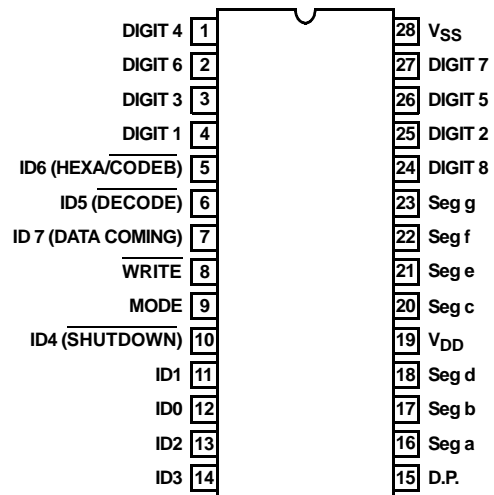 DIGIT 4 1 28 VSS
DIGIT 6 2 27 DIGIT 7
DIGIT 3 3 26 DIGIT 5
DIGIT 1 4 25 DIGIT 2
ID6 (HEXA/CODEB) 5 24 DIGIT 8
ID5 (DECODE) 6 23 Seg g
ID 7 (DATA COMING) 7 22 Seg f
WRITE 8 21 Seg e
MODE 9 20 Seg c
ID4 (SHUTDOWN) 10 19 VDD
ID1 11 18 Seg d
ID0 12 17 Seg b
ID2 13 16 Seg a
ID3 14 15 D.P.